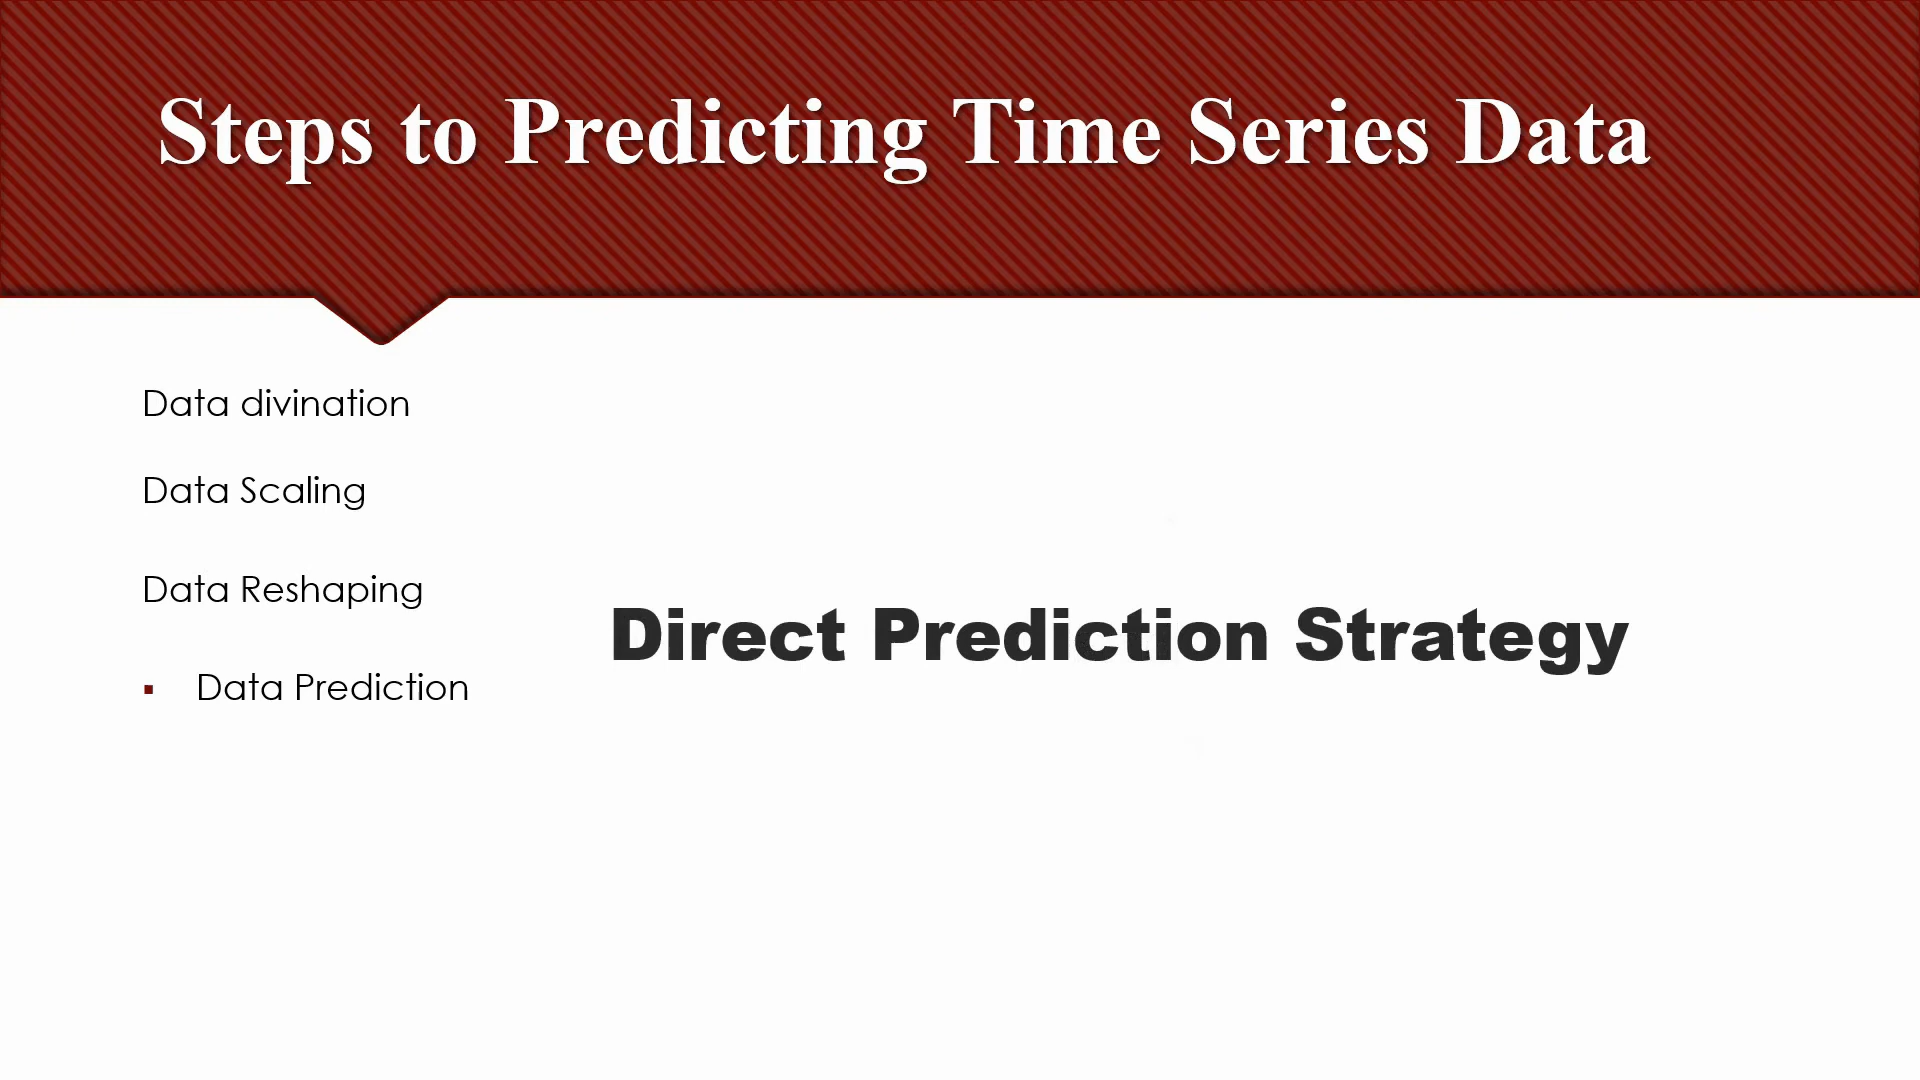 Steps to Predicting Time Series Data
Data divination
Data Scaling
Data Reshaping
Data Prediction
Direct Prediction Strategy